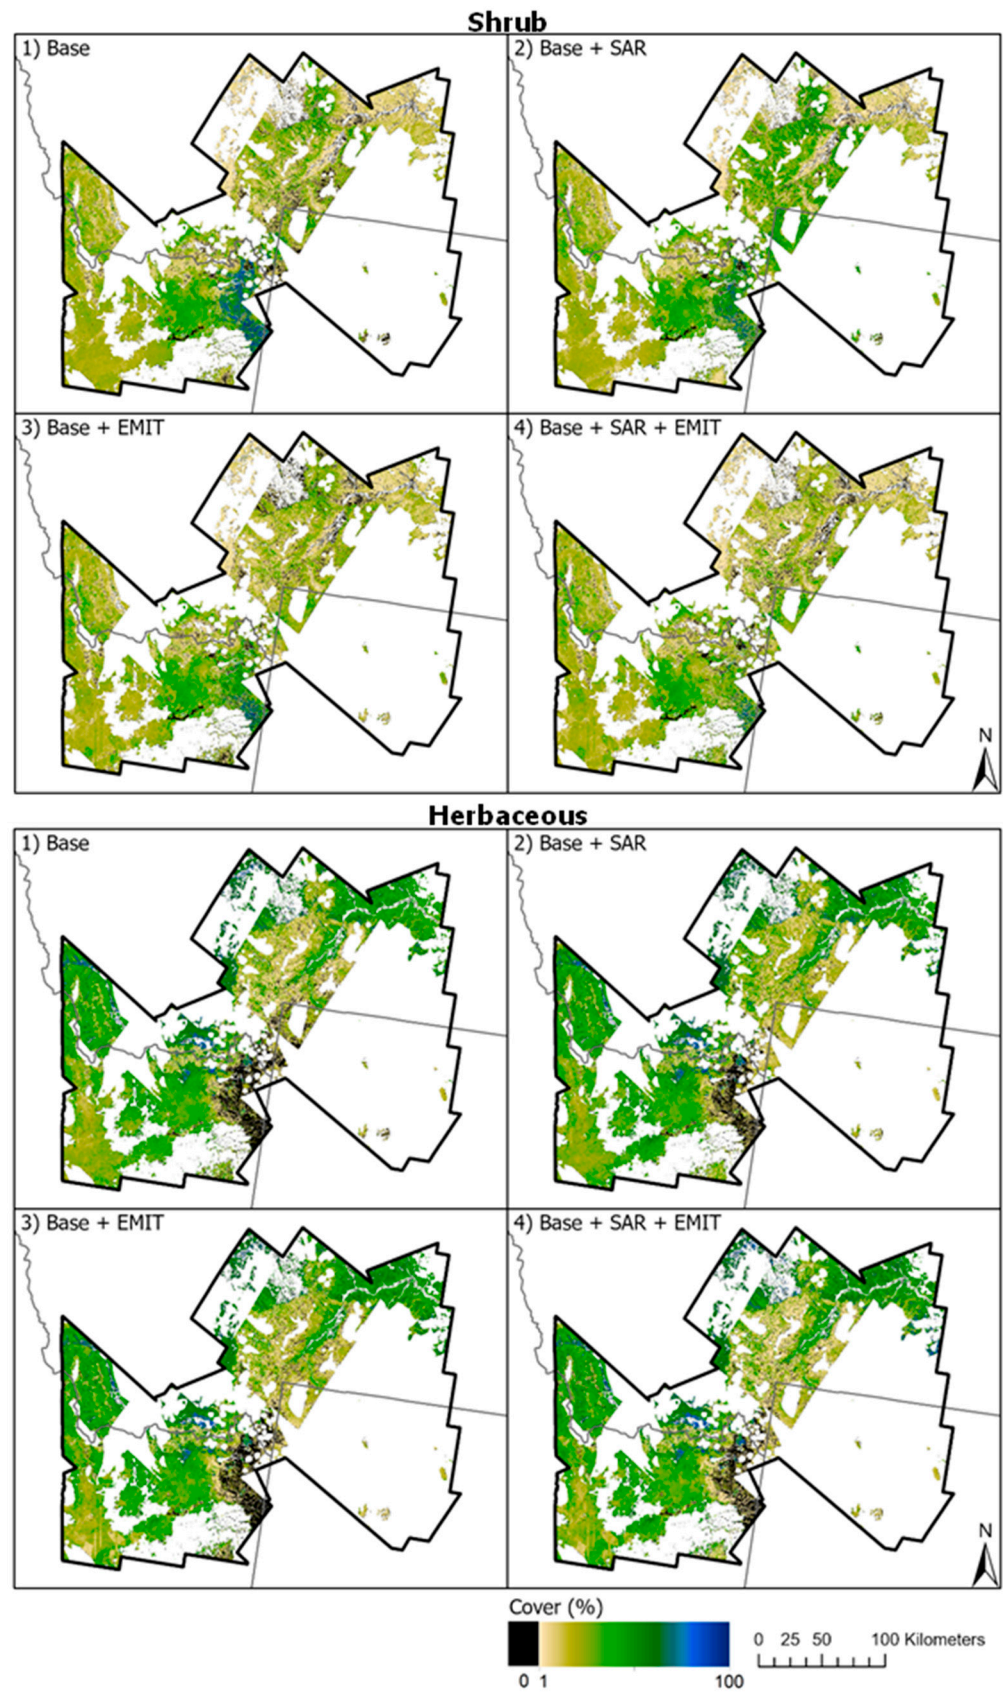 Shrub
1) Base
2) Base + SAR
3) Base + EMIT
4) Base + SAR + EMIT
N
Herbaceous
1) Base
2) Base + SAR
3) Base + EMIT
4) Base + SAR + EMIT
N
Cover (%)
0 1 100
0 25 50 100 Kilometers